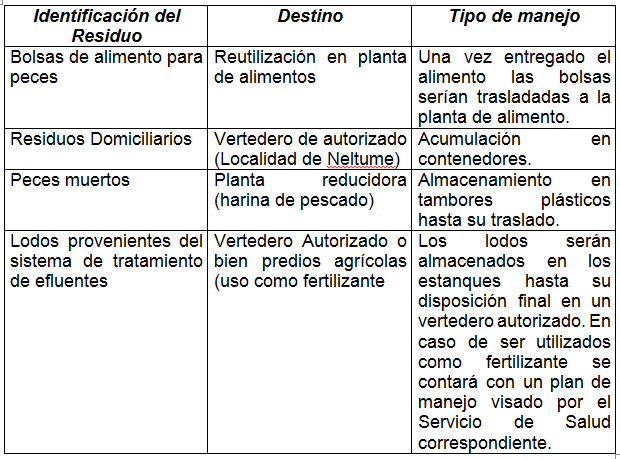 Identificación del
Residuo
Destino
Tipo de manejo
Bolsas de alimento para
peces
Reutilización en planta
de alimentos
Una vez entregado el
alimento las bolsas
serían trasladadas a la
planta de alimento.
Residuos Domiciliarios
Vertedero de autorizado
(Localidad de Neltume)
Acumulación en
contenedores.
Peces muertos
Planta reducidora
(harina de pescado)
Almacenamiento en
tambores plásticos
hasta su traslado.
Lodos provenientes del
sistema de tratamiento
de efluentes
Vertedero Autorizado o
bien predios agrícolas
(uso como fertilizante
Los lodos serán
almacenados en los
estanques hasta su
disposición final en un
vertedero autorizado. En
caso de ser utilizados
como fertilizante se
contará con un plan de
manejo visado por el
Servicio de Salud
correspondiente.